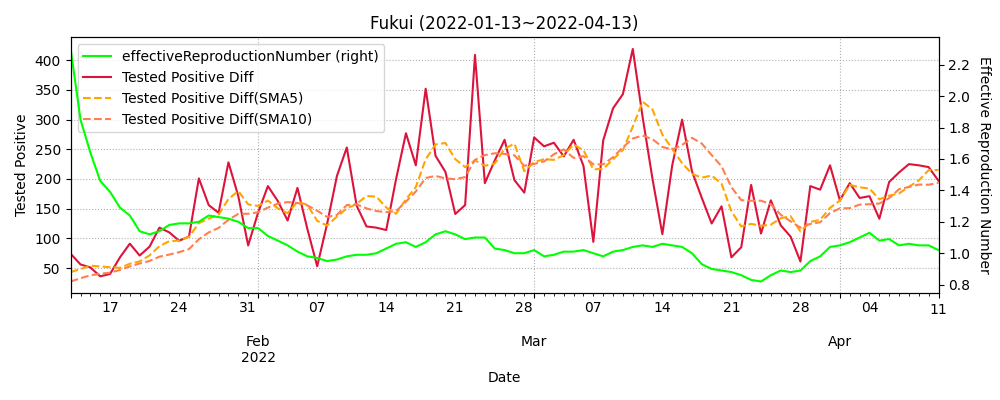 Fukui (2022-01-13~2022-04-13)
effectiveReproductionNumber (right)
Tested Positive Diff
Tested Positive Diff(SMA5)
Tested Positive Diff(SMA10)
Tested Positive
400
350
300
250
200
150
100
50
2.2
2.0
1.8
1.6
1.4
1.2
1.0
0.8
Effective Reproduction Number
17 24 31 07 14 21 07 14 21 28 04 11
Feb Mar Apr
2022
Date